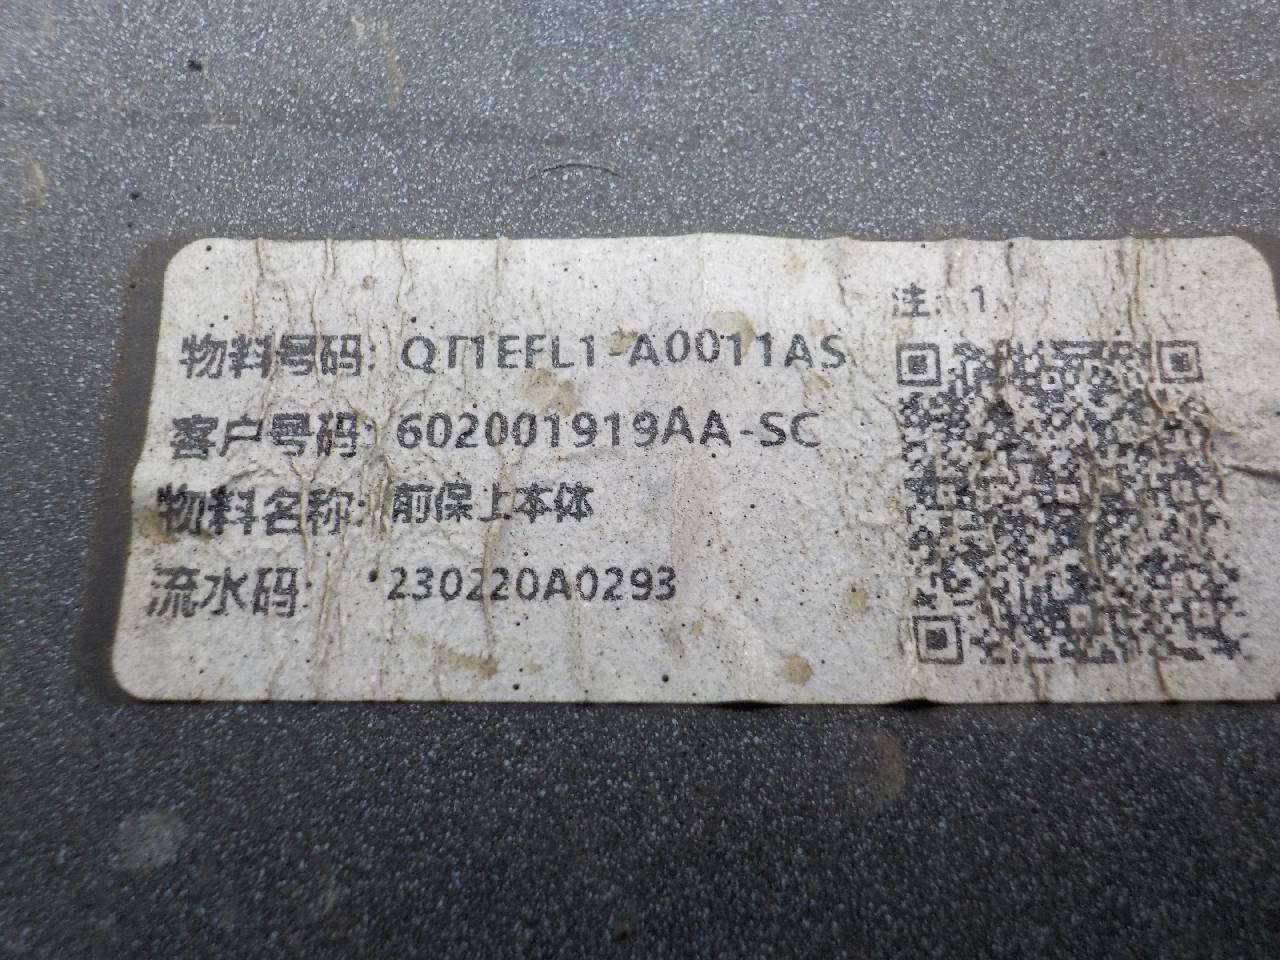 注: 1
物料号码: QT1EFL1-A0011AS
客户号码: 602001919AA-SC
物料名称: 前保上本体
流水码: 230220A0293